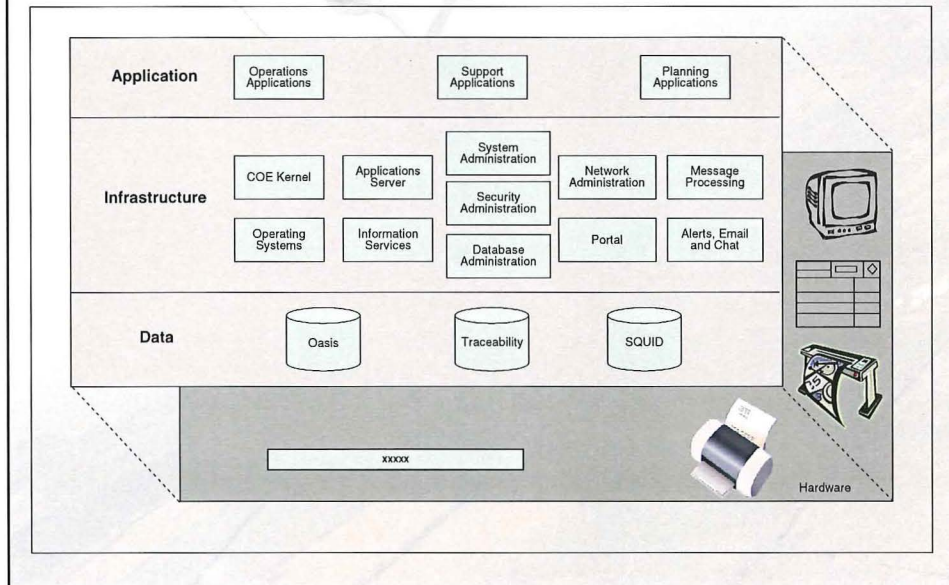 Application
Operations
Applications
Support
Applications
Planning
Applications
Infrastructure
COE Kernel
Applications
Server
System
Administration
Network
Administration
Message
Processing
Security
Administration
Operating
Systems
Information
Services
Database
Administration
Portal
Alerts, Email
and Chat
Data
Oasis
Traceability
SQUID
xxxxx
Hardware